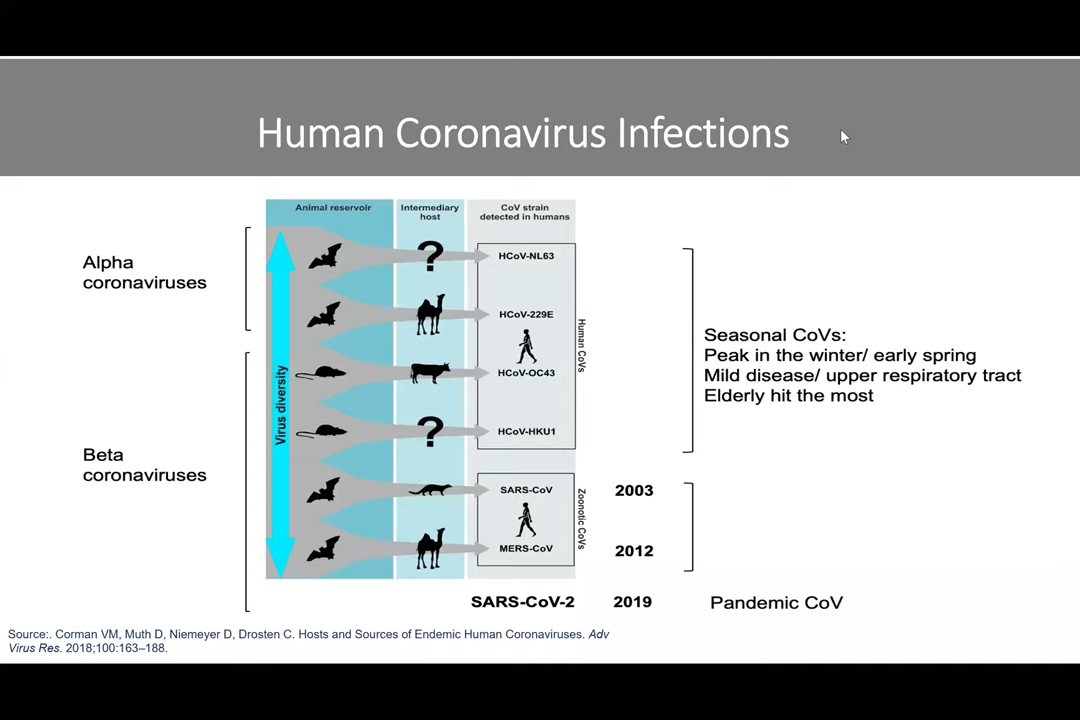 Human Coronavirus Infections
Animal reservoir
Intermediary
host
CoV strain
detected in humans
Alpha
coronaviruses
Beta
coronaviruses
Virus diversity
?
?
HCoV-NL63
HCoV-229E
HCoV-OC43
HCoV-HKU1
Human CoVs
SARS-CoV
MERS-CoV
Zoonotic CoVs
2003
2012
SARS-CoV-2
2019
Pandemic CoV
Seasonal CoVs:
Peak in the winter/ early spring
Mild disease/ upper respiratory tract
Elderly hit the most
Source:. Corman VM, Muth D, Niemeyer D, Drosten C. Hosts and Sources of Endemic Human Coronaviruses. Adv
Virus Res. 2018;100:163–188.